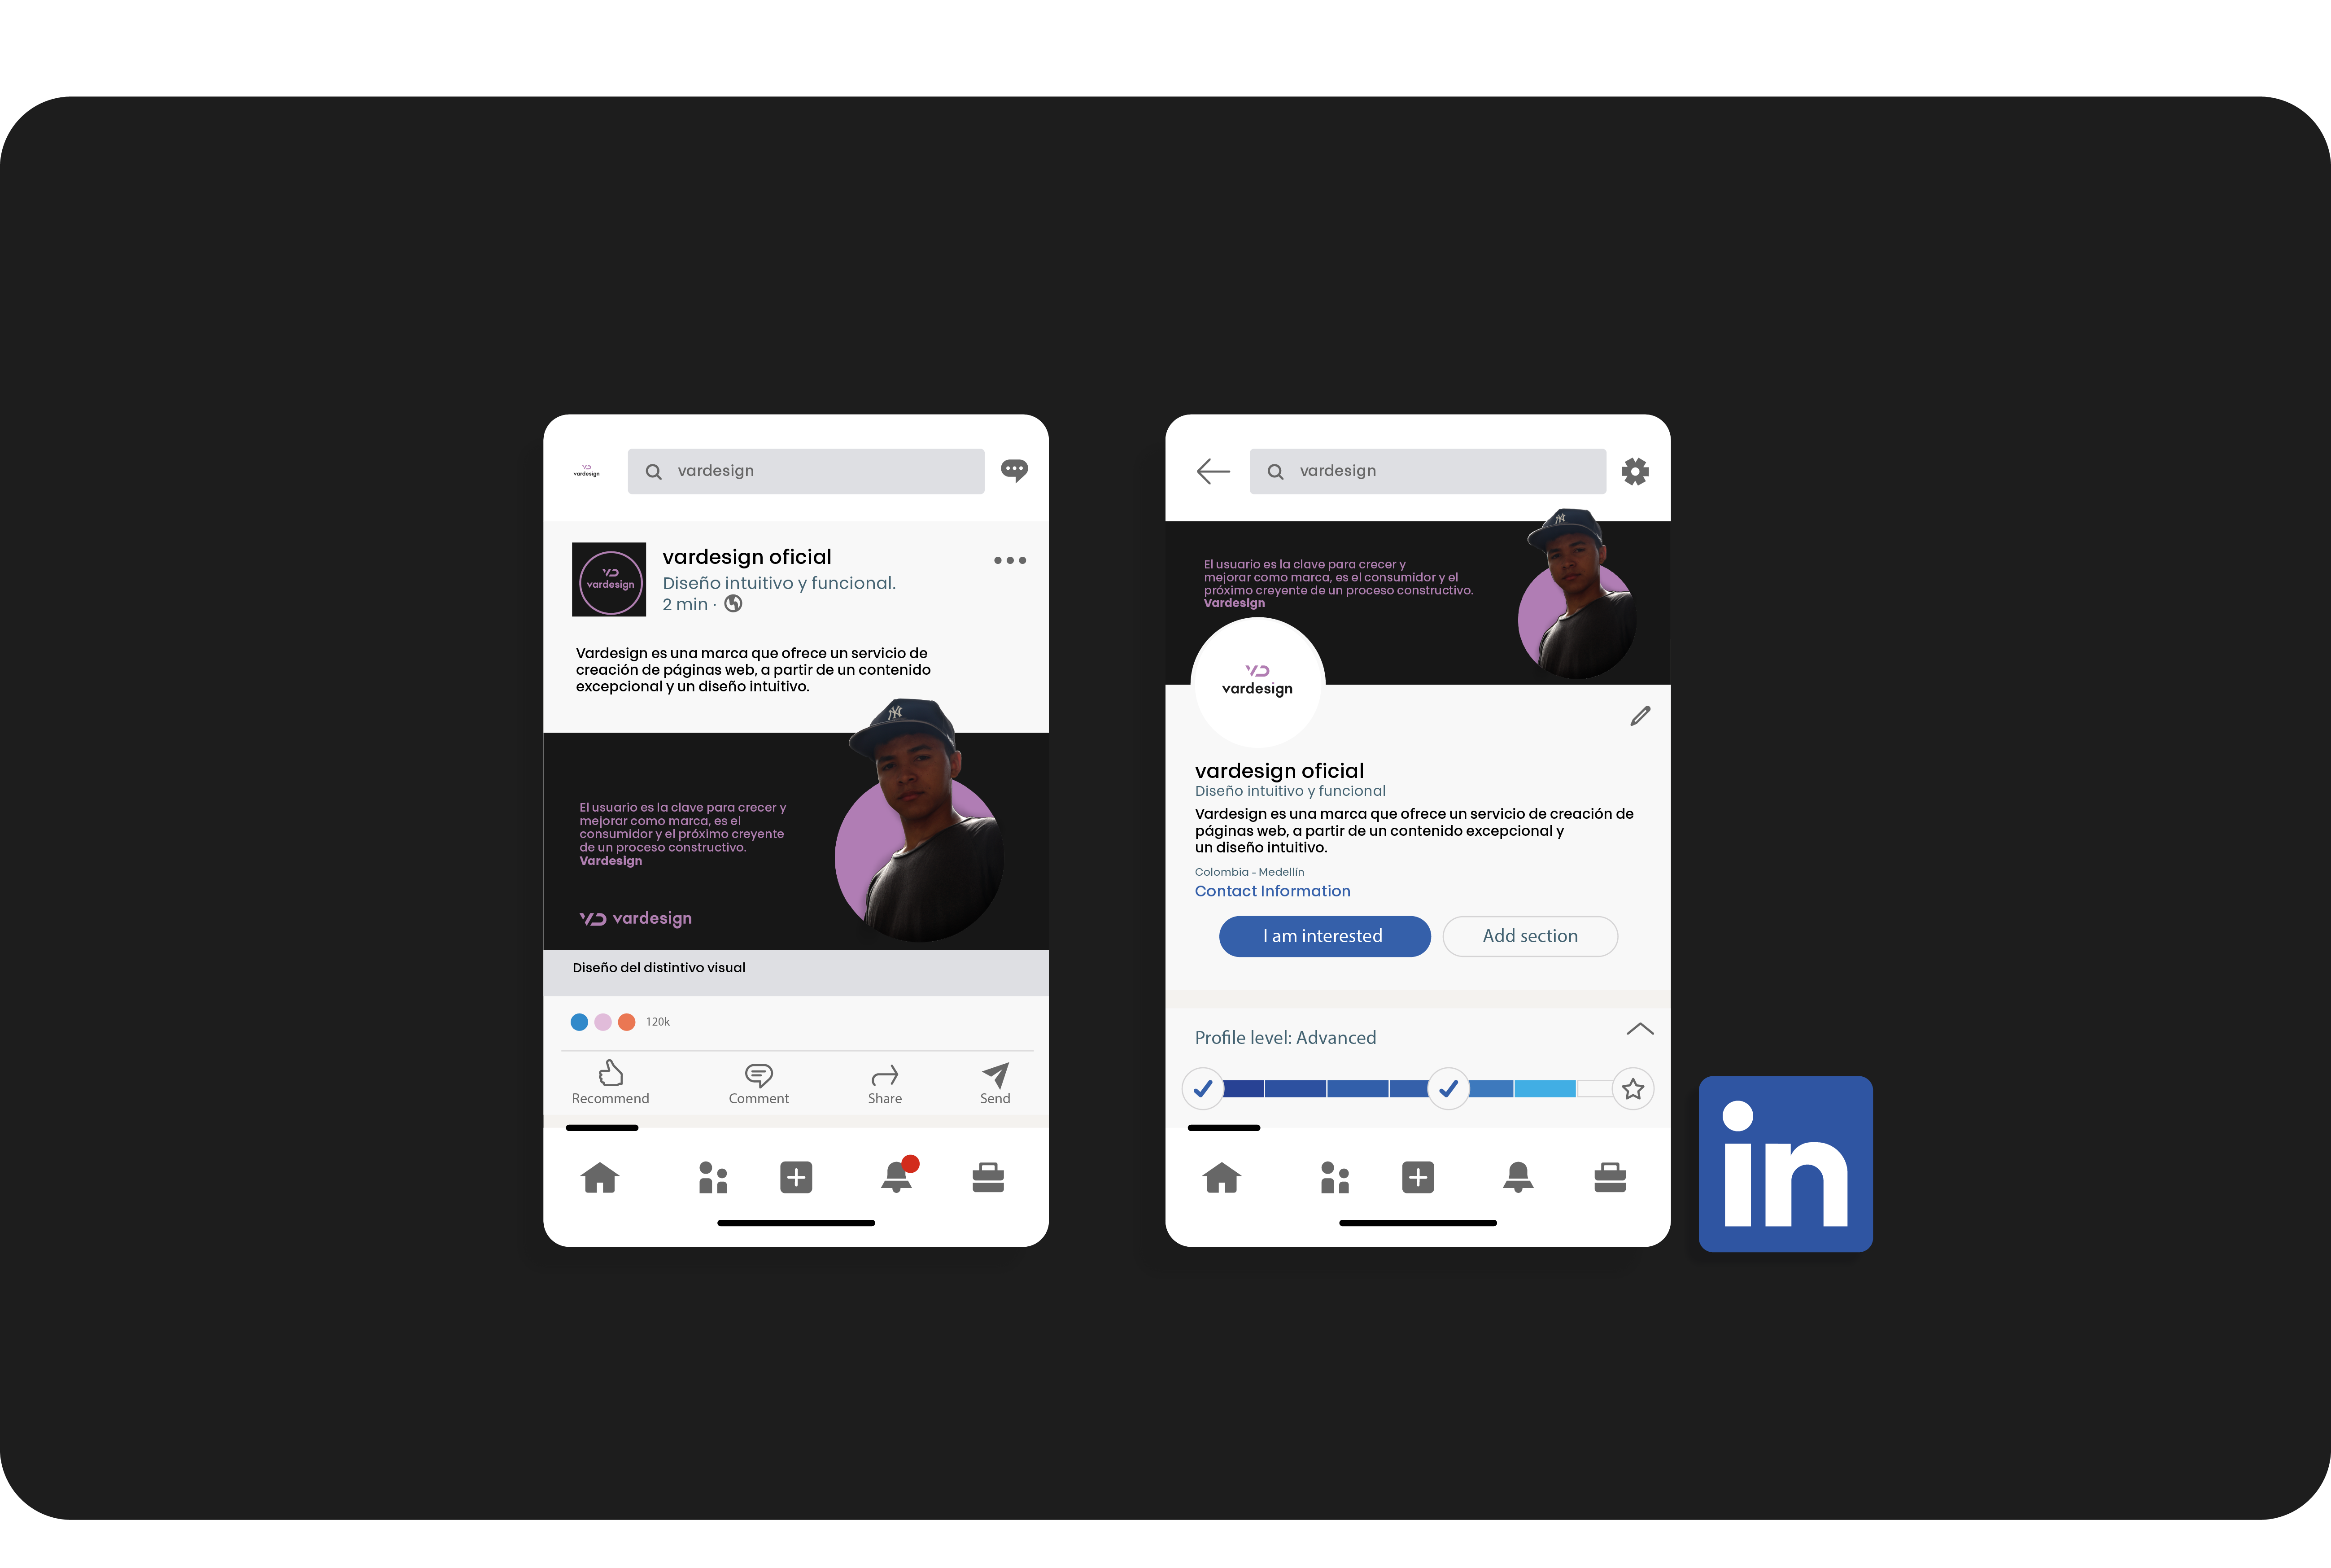 vardesign
vardesign
vardesign
vardesign oficial
Diseño intuitivo y funcional.
2 min ·
Vardesign es una marca que ofrece un servicio de
creación de páginas web, a partir de un contenido
excepcional y un diseño intuitivo.
NY
El usuario es la clave para crecer y
mejorar como marca, es el
consumidor y el próximo creyente
de un proceso constructivo.
Vardesign
VD vardesign
Diseño del distintivo visual
120k
Recommend Comment Share Send
vardesign
NY
El usuario es la clave para crecer y
mejorar como marca, es el consumidor y el
próximo creyente de un proceso constructivo.
Vardesign
VD
vardesign
vardesign oficial
Diseño intuitivo y funcional
Vardesign es una marca que ofrece un servicio de creación de
páginas web, a partir de un contenido excepcional y
un diseño intuitivo.
Colombia - Medellín
Contact Information
I am interested Add section
Profile level: Advanced
in